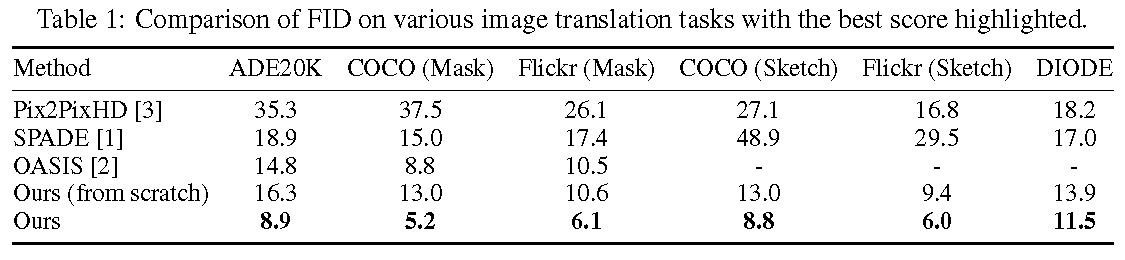 Table 1: Comparison of FID on various image translation tasks with the best score highlighted.
Method ADE20K COCO (Mask) Flickr (Mask) COCO (Sketch) Flickr (Sketch) DIODE
Pix2PixHD [3] 35.3 37.5 26.1 27.1 16.8 18.2
SPADE [1] 18.9 15.0 17.4 48.9 29.5 17.0
OASIS [2] 14.8 8.8 10.5 - - -
Ours (from scratch) 16.3 13.0 10.6 13.0 9.4 13.9
Ours 8.9 5.2 6.1 8.8 6.0 11.5